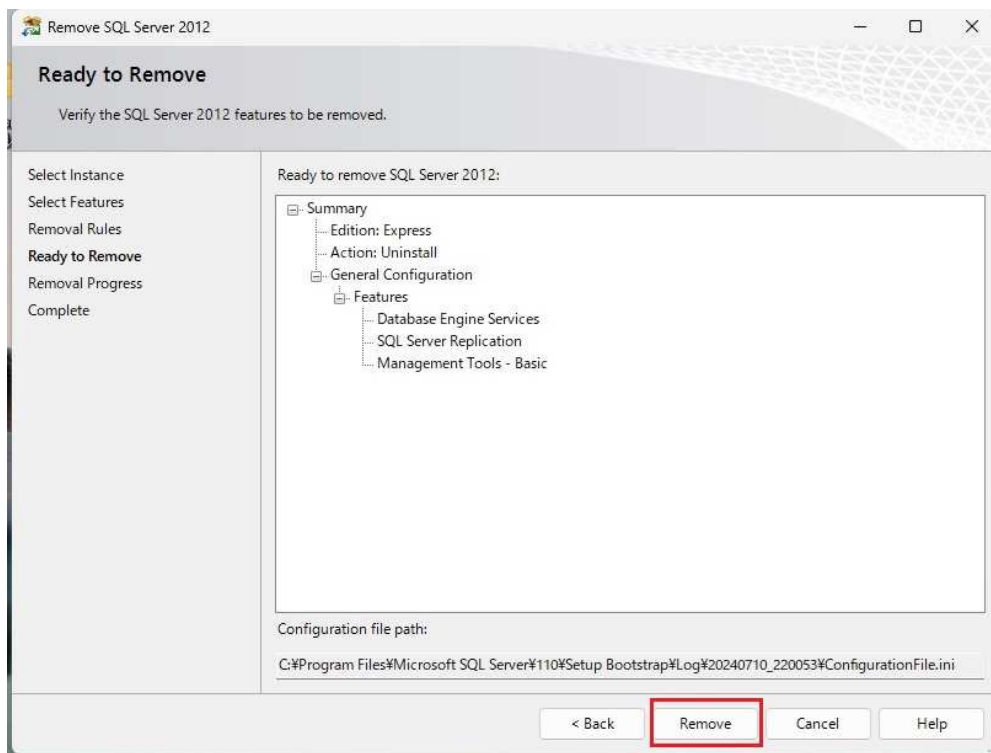 Remove SQL Server 2012
Ready to Remove
Verify the SQL Server 2012 features to be removed.
Select Instance
Select Features
Removal Rules
Ready to Remove
Removal Progress
Complete
Ready to remove SQL Server 2012:
Summary
Edition: Express
Action: Uninstall
General Configuration
Features
Database Engine Services
SQL Server Replication
Management Tools - Basic
Configuration file path:
C:¥Program Files¥Microsoft SQL Server¥110¥Setup Bootstrap¥Log¥20240710_220053¥ConfigurationFile.ini
< Back
Remove
Cancel
Help